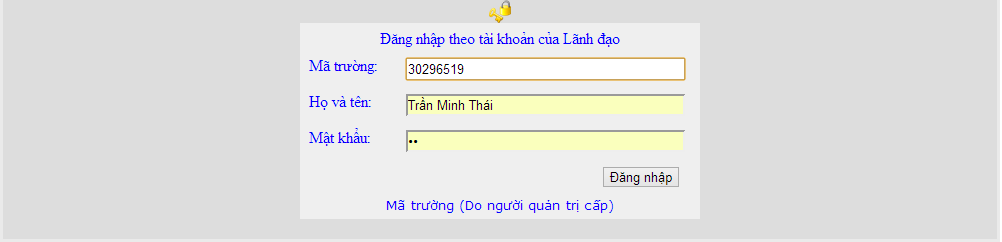 Đăng nhập theo tài khoản của Lãnh đạo
Mã trường: 30296519
Họ và tên: Trần Minh Thái
Mật khẩu: ••
Đăng nhập
Mã trường (Do người quản trị cấp)